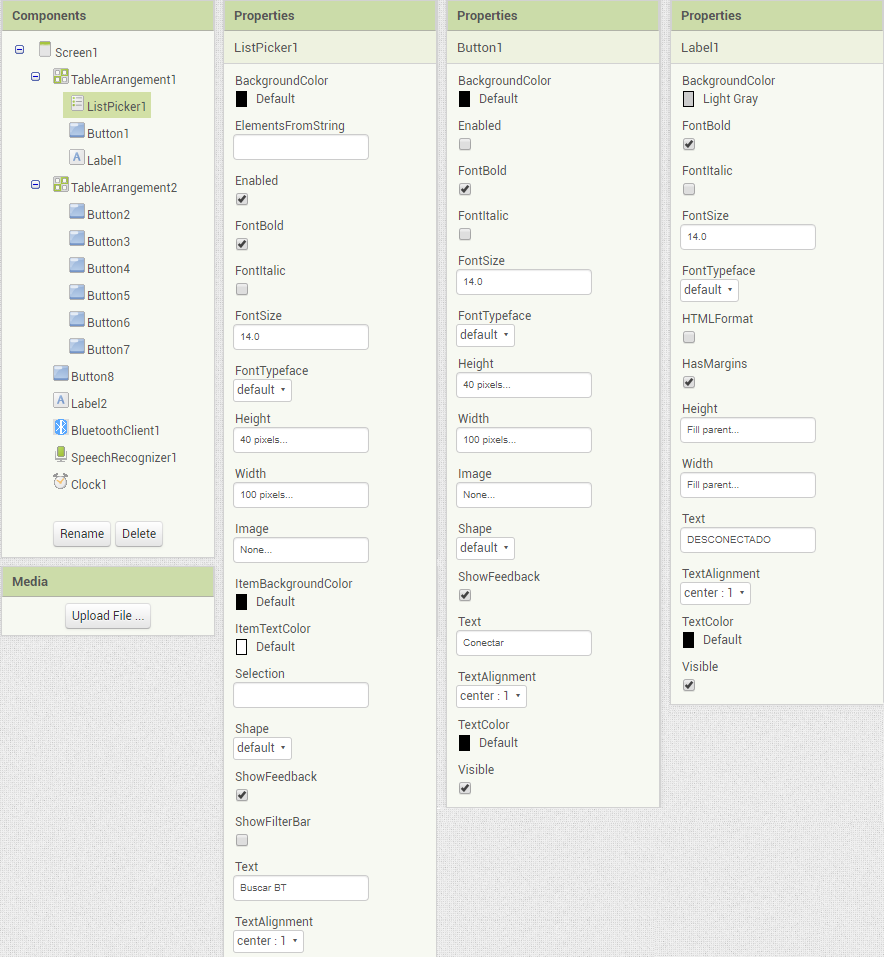 Components
Screen1
TableArrangement1
ListPicker1
Button1
Label1
TableArrangement2
Button2
Button3
Button4
Button5
Button6
Button7
Button8
A Label2
BluetoothClient1
SpeechRecognizer1
Clock1
Rename Delete
Media
Upload File ...
Properties
ListPicker1
BackgroundColor
Default
ElementsFromString
Enabled
FontBold
FontItalic
FontSize
14.0
FontTypeface
default
Height
40 pixels...
Width
100 pixels...
Image
None...
ItemBackgroundColor
Default
ItemTextColor
Default
Selection
Shape
default
ShowFeedback
ShowFilterBar
Text
Buscar BT
TextAlignment
center : 1
Properties
Button1
BackgroundColor
Default
Enabled
FontBold
FontItalic
FontSize
14.0
FontTypeface
default
Height
40 pixels...
Width
100 pixels...
Image
None...
Shape
default
ShowFeedback
Text
Conectar
TextAlignment
center : 1
TextColor
Default
Visible
Properties
Label1
BackgroundColor
Light Gray
FontBold
FontItalic
FontSize
14.0
FontTypeface
default
HTMLFormat
HasMargins
Height
Fill parent...
Width
Fill parent...
Text
DESCONECTADO
TextAlignment
center : 1
TextColor
Default
Visible